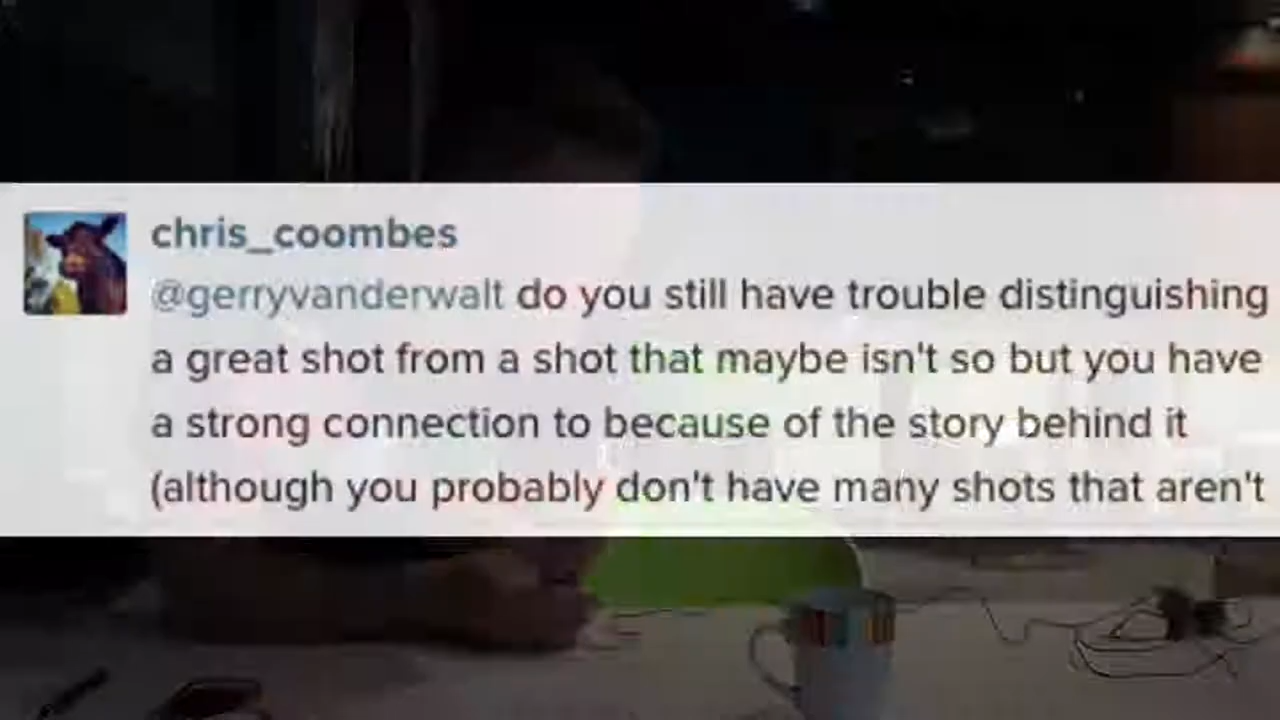 chris_coombes
@gerryvanderwalt do you still have trouble distinguishing
a great shot from a shot that maybe isn't so but you have
a strong connection to because of the story behind it
(although you probably don't have many shots that aren't